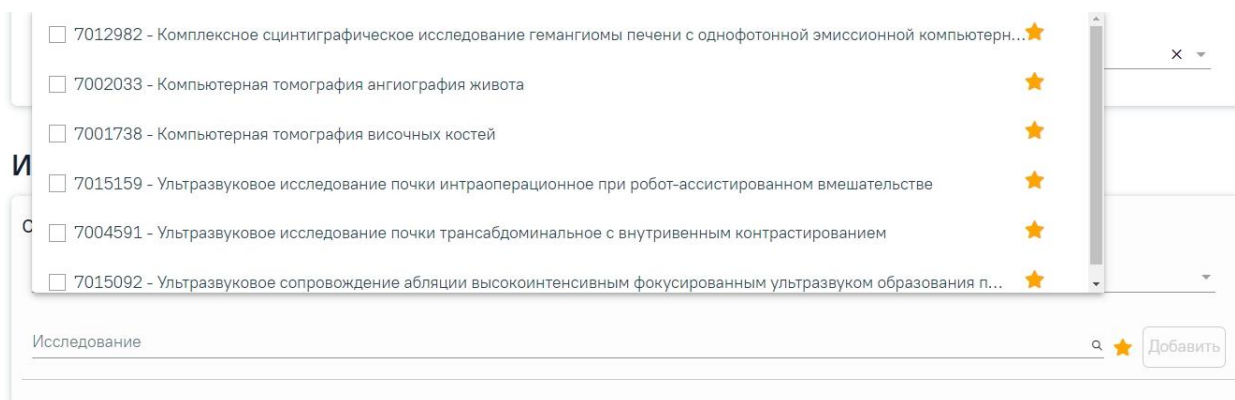 7012982 - Комплексное сцинтиграфическое исследование гемангиомы печени с однофотонной эмиссионной компьютерн...
7002033 - Компьютерная томография ангиография живота
7001738 - Компьютерная томография височных костей
И
7015159 - Ультразвуковое исследование почки интраоперационное при робот-ассистированном вмешательстве
7004591 - Ультразвуковое исследование почки трансабдоминальное с внутривенным контрастированием
7015092 - Ультразвуковое сопровождение абляции высокоинтенсивным фокусированным ультразвуком образования п...
Исследование
Добавить